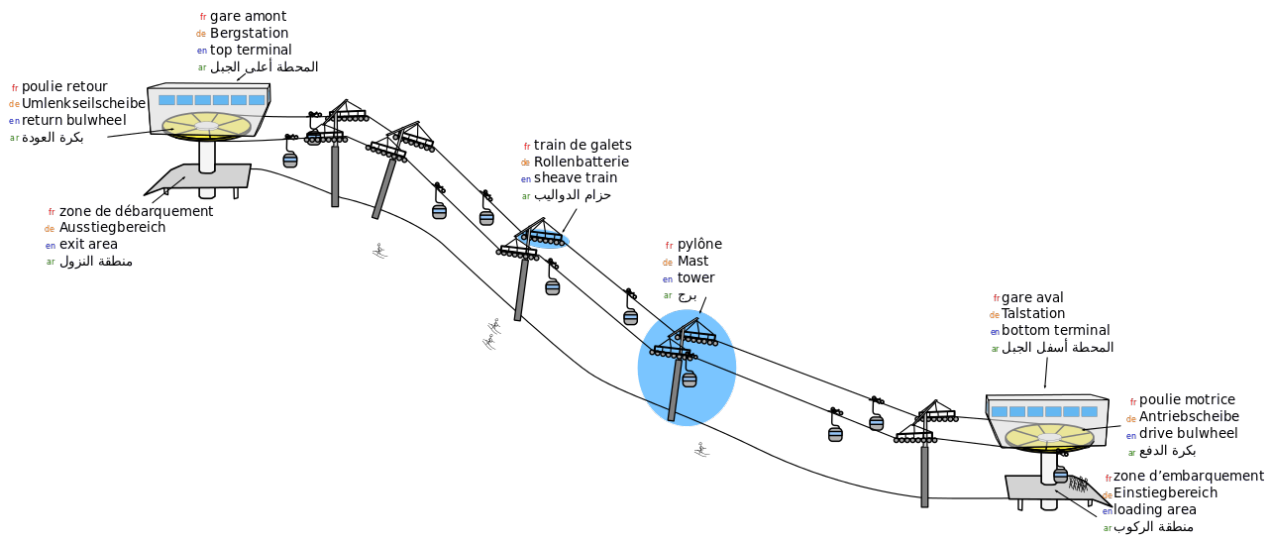 fr gare amont
de Bergstation
en top terminal
ar المحطة أعلى الجبل
fr poulie retour
de Umlenkseilscheibe
en return bulwheel
ar بكرة العودة
fr train de galets
de Rollenbatterie
en sheave train
ar حزام الدواليب
fr zone de débarquement
de Ausstiegbereich
en exit area
ar منطقة النزول
fr pylône
de Mast
en tower
ar برج
fr gare aval
de Talstation
en bottom terminal
ar المحطة أسفل الجبل
fr poulie motrice
de Antriebscheibe
en drive bulwheel
ar بكرة الدفع
fr zone d’embarquement
de Einstiegbereich
en loading area
ar منطقة الركوب